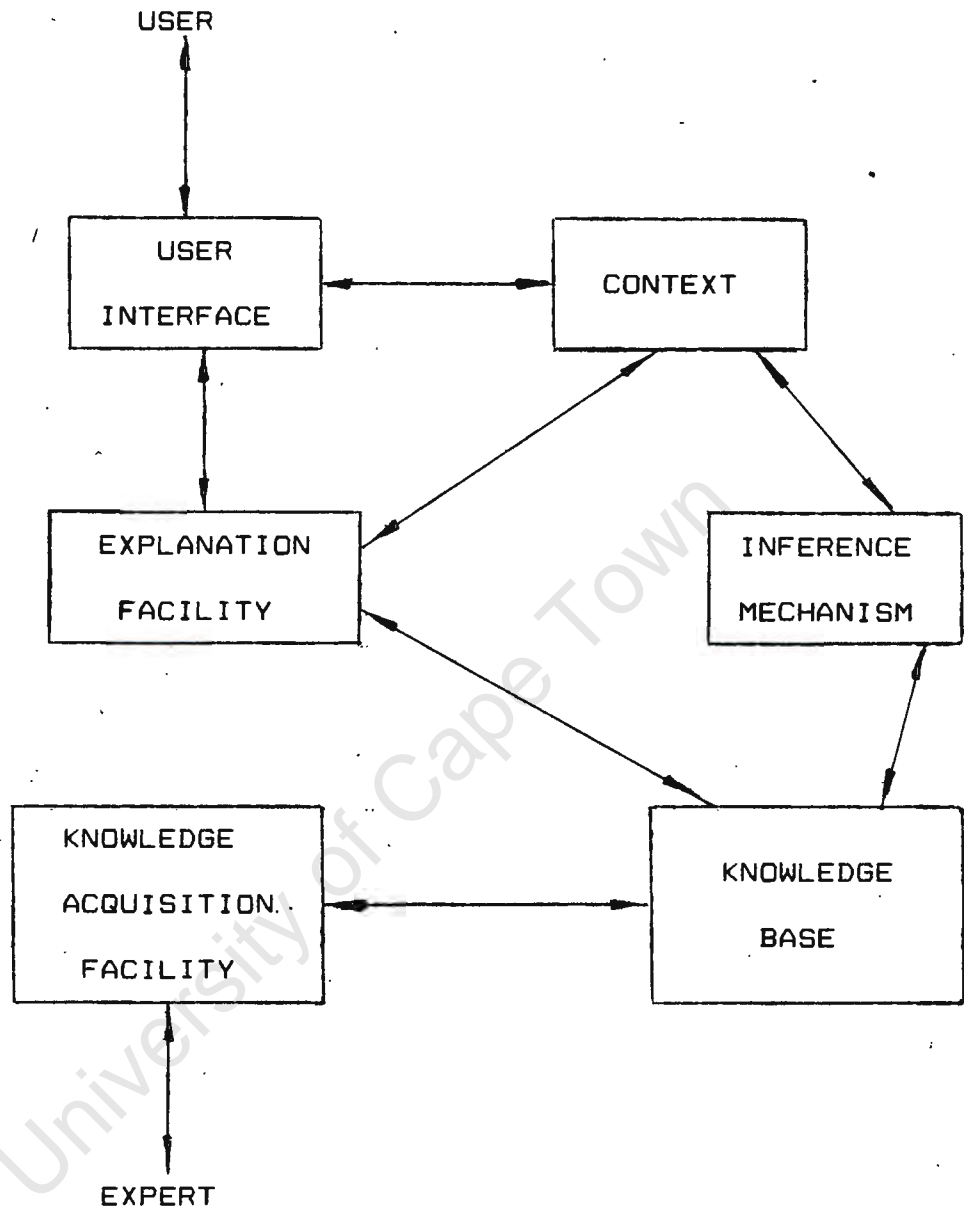 USER
USER
INTERFACE
CONTEXT
EXPLANATION
FACILITY
INFERENCE
MECHANISM
KNOWLEDGE
ACQUISITION
FACILITY
KNOWLEDGE
BASE
EXPERT
University of Cape Town